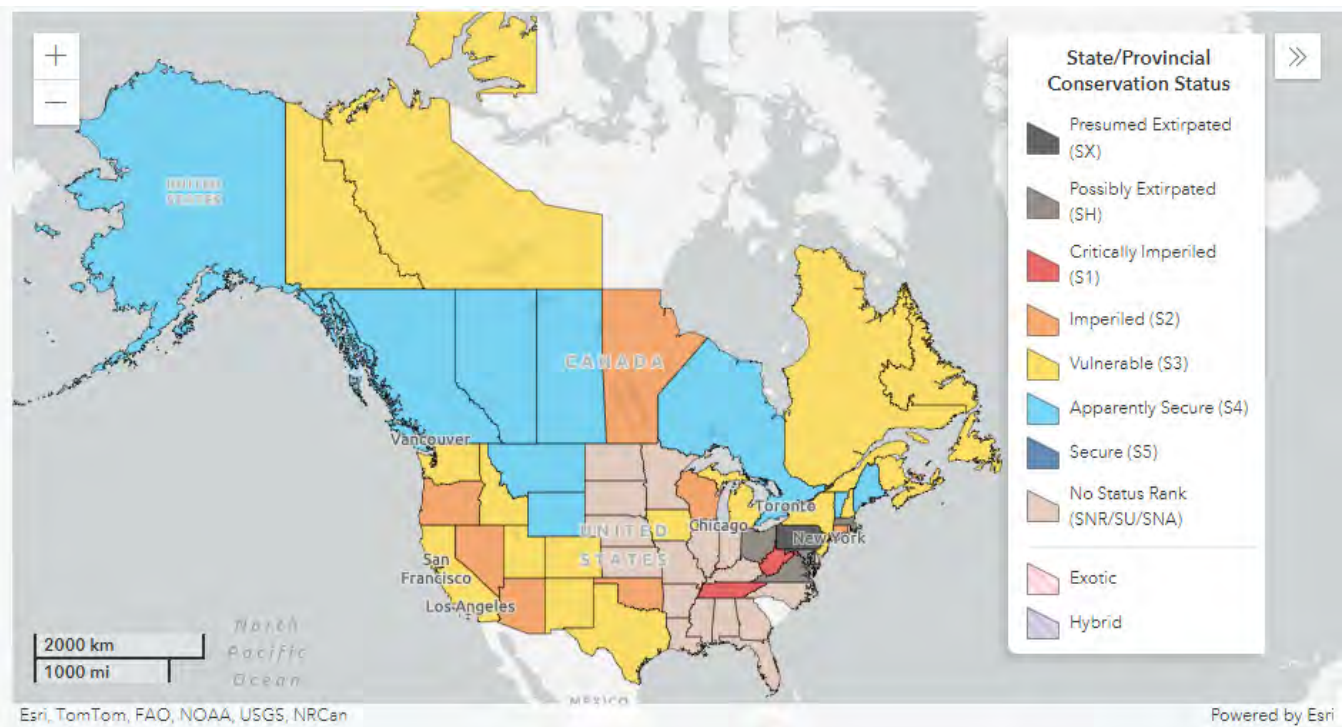 +
−
UNITED
STATES
CANADA
Vancouver
San
Francisco
Los Angeles
UNITED
STATES
Chicago
Toronto
New York
MEXICO
North
Pacific
Ocean
2000 km
1000 mi
State/Provincial
Conservation Status
Presumed Extirpated
(SX)
Possibly Extirpated
(SH)
Critically Imperiled
(S1)
Imperiled (S2)
Vulnerable (S3)
Apparently Secure (S4)
Secure (S5)
No Status Rank
(SNR/SU/SNA)
Exotic
Hybrid
Esri, TomTom, FAO, NOAA, USGS, NRCan
Powered by Esri